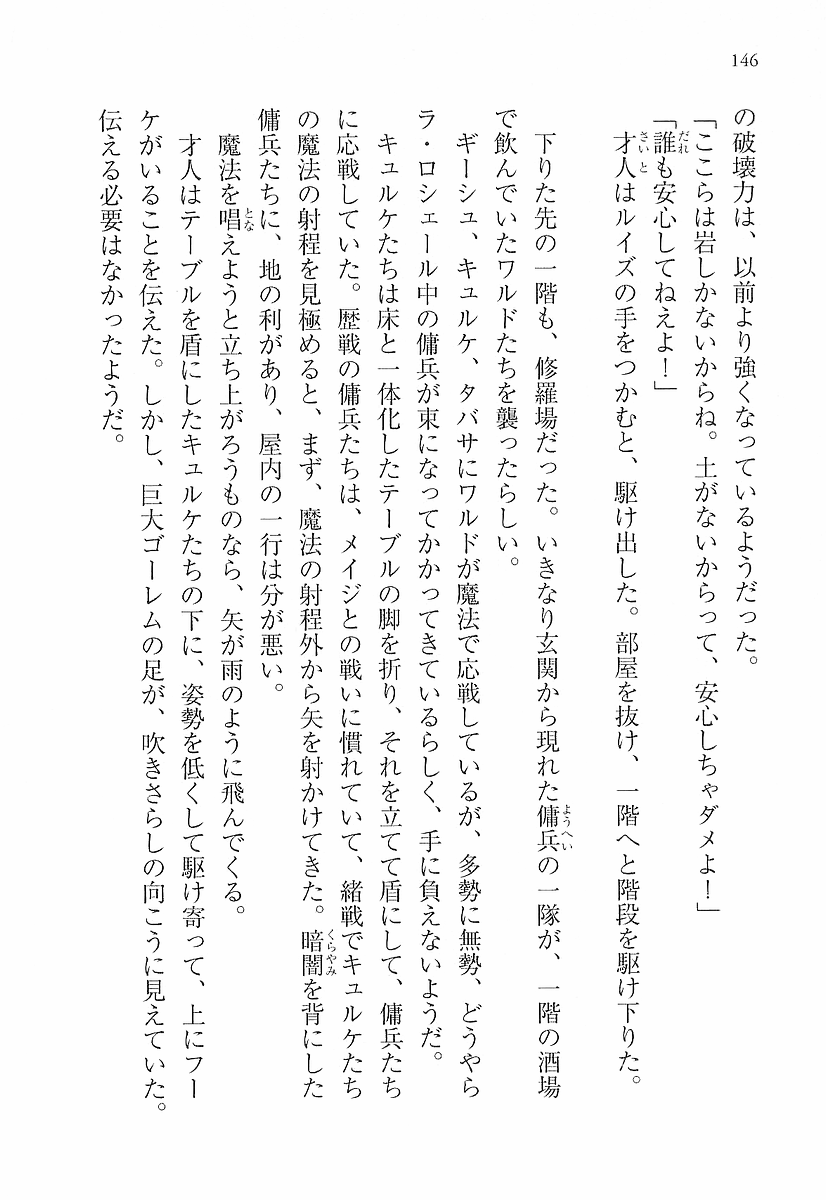 146
の破壊力は、以前より強くなっているようだった。
「ここらは岩しかないからね。土がないからって、安心しちゃダメよ！」
「誰も安心してねえよ！」
才人はルイズの手をつかむと、駆け出した。部屋を抜け、一階へと階段を駆け下りた。
下りた先の一階も、修羅場だった。いきなり玄関から現れた傭兵の一隊が、一階の酒場
で飲んでいたワルドたちを襲ったらしい。
ギーシュ、キュルケ、タバサにワルドが魔法で応戦しているが、多勢に無勢、どうやら
ラ・ロシェール中の傭兵が束になってかかってきているらしく、手に負えないようだ。
キュルケたちは床と一体化したテーブルの脚を折り、それを立てて盾にして、傭兵たち
に応戦していた。歴戦の傭兵たちは、メイジとの戦いに慣れていて、緒戦でキュルケたち
の魔法の射程を見極めると、まず、魔法の射程外から矢を射かけてきた。暗闇を背にした
傭兵たちに、地の利があり、屋内の一行は分が悪い。
魔法を唱えようと立ち上がろうものなら、矢が雨のように飛んでくる。
才人はテーブルを盾にしたキュルケたちの下に、姿勢を低くして駆け寄って、上にフー
ケがいることを伝えた。しかし、巨大ゴーレムの足が、吹きさらしの向こうに見えていた。
伝える必要はなかったようだ。